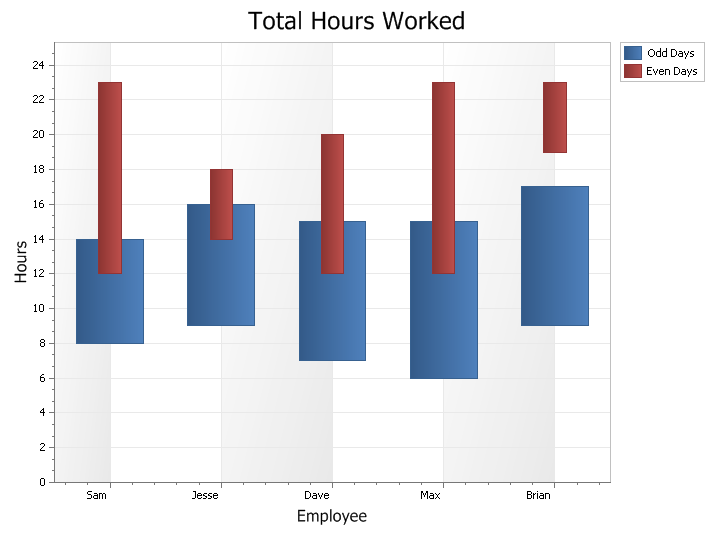 Total Hours Worked
Odd Days
Even Days
Hours
24
22
20
18
16
14
12
10
8
6
4
2
0
Sam Jesse Dave Max Brian
Employee